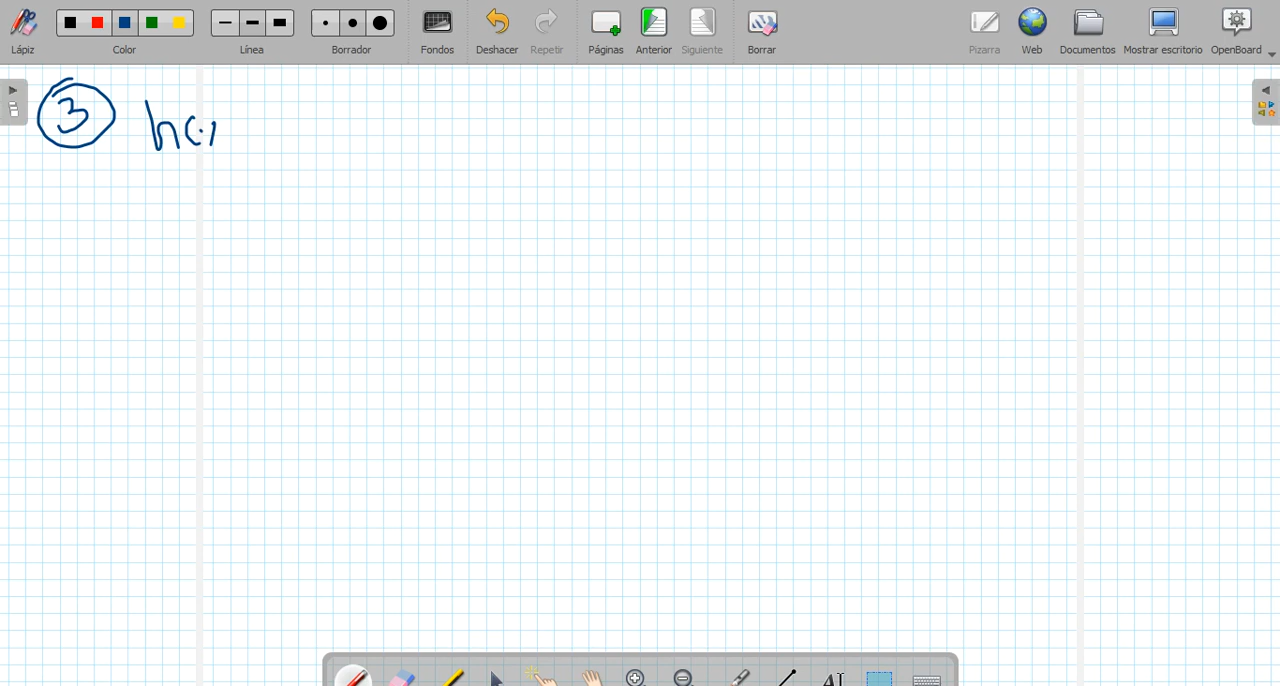 Lápiz Color Línea Borrador Fondos Deshacer Repetir Páginas Anterior Siguiente Borrar Pizarra Web Documentos Mostrar escritorio OpenBoard
3